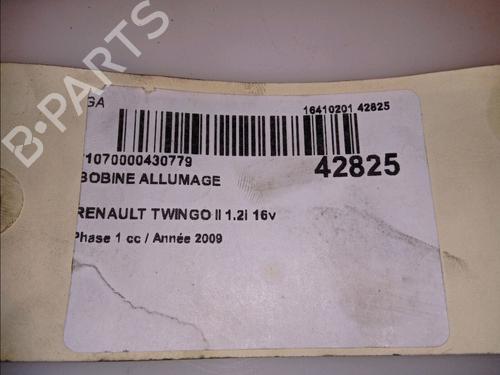 GA
16410201 42825
1070000430779
42825
BOBINE ALLUMAGE
RENAULT TWINGO II 1.2i 16v
Phase 1 cc / Année 2009
B-PARTS